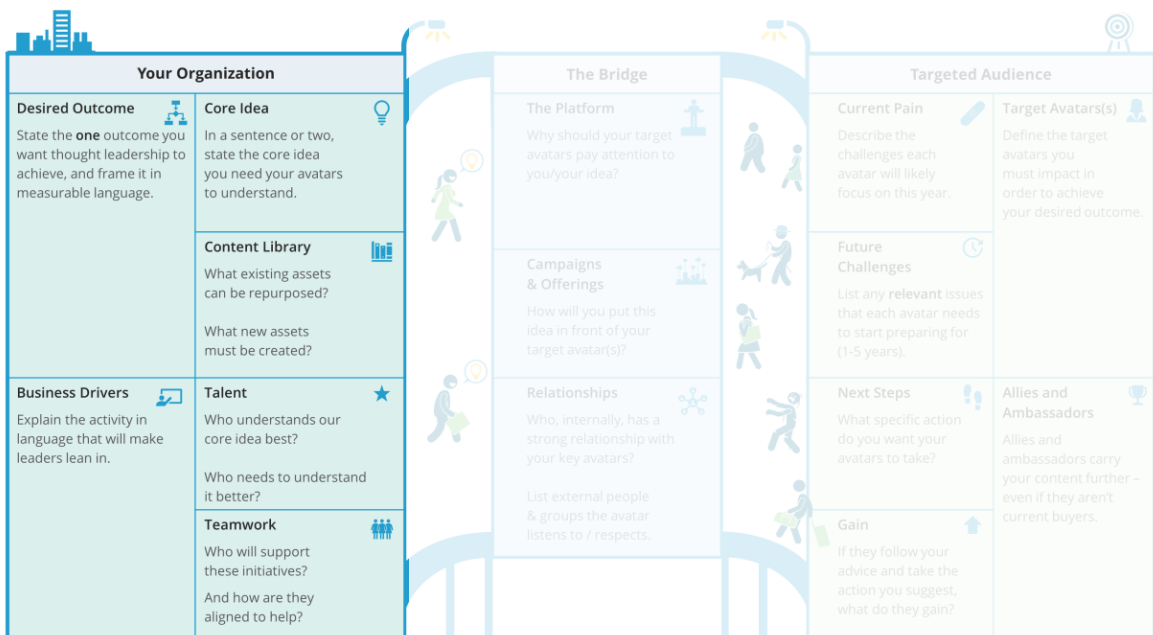 Your Organization
Desired Outcome
State the one outcome you
want thought leadership to
achieve, and frame it in
measurable language.
Business Drivers
Explain the activity in
language that will make
leaders lean in.
Core Idea
In a sentence or two,
state the core idea
you need your avatars
to understand.
Content Library
What existing assets
can be repurposed?
What new assets
must be created?
Talent
Who understands our
core idea best?
Who needs to understand
it better?
Teamwork
Who will support
these initiatives?
And how are they
aligned to help?
The Bridge
The Platform
Why should your target
avatars pay attention to
you/your idea?
Campaigns
& Offerings
How will you put this
idea in front of your
target avatar(s)?
Relationships
Who, internally, has a
strong relationship with
your key avatars?
List external people
& groups the avatar
listens to / respects.
Targeted Audience
Current Pain
Describe the
challenges each
avatar will likely
focus on this year.
Future
Challenges
List any relevant issues
that each avatar needs
to start preparing for
(1-5 years).
Next Steps
What specific action
do you want your
avatars to take?
Gain
If they follow your
advice and take the
action you suggest,
what do they gain?
Target Avatars(s)
Define the target
avatars you
must impact in
order to achieve
your desired outcome.
Allies and
Ambassadors
Allies and
ambassadors carry
your content further –
even if they aren’t
current buyers.